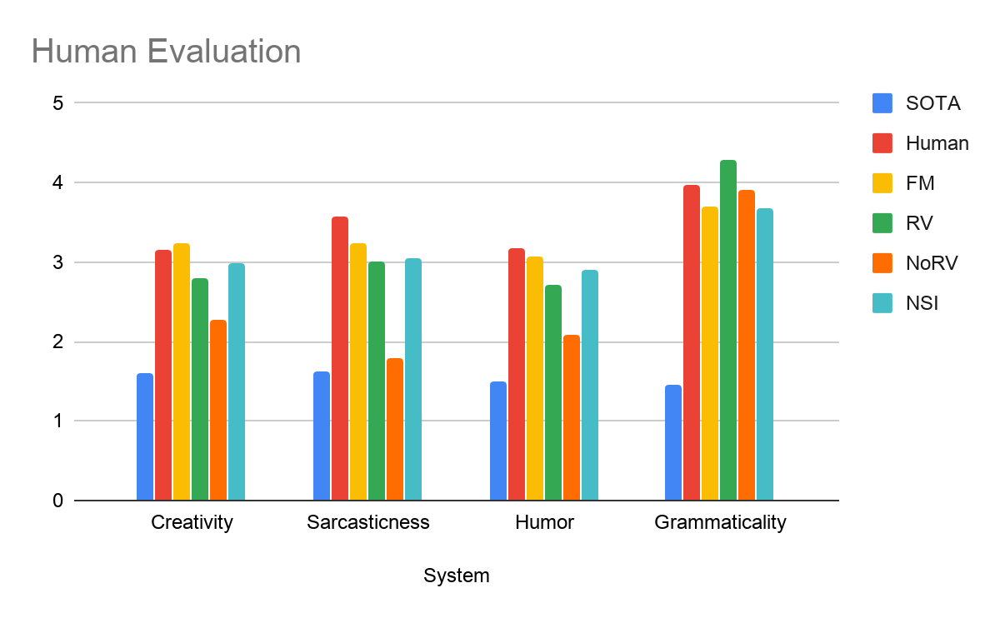 Human Evaluation
5
4
3
2
1
0
Creativity
Sarcasticness
Humor
Grammaticality
System
SOTA
Human
FM
RV
NoRV
NSI